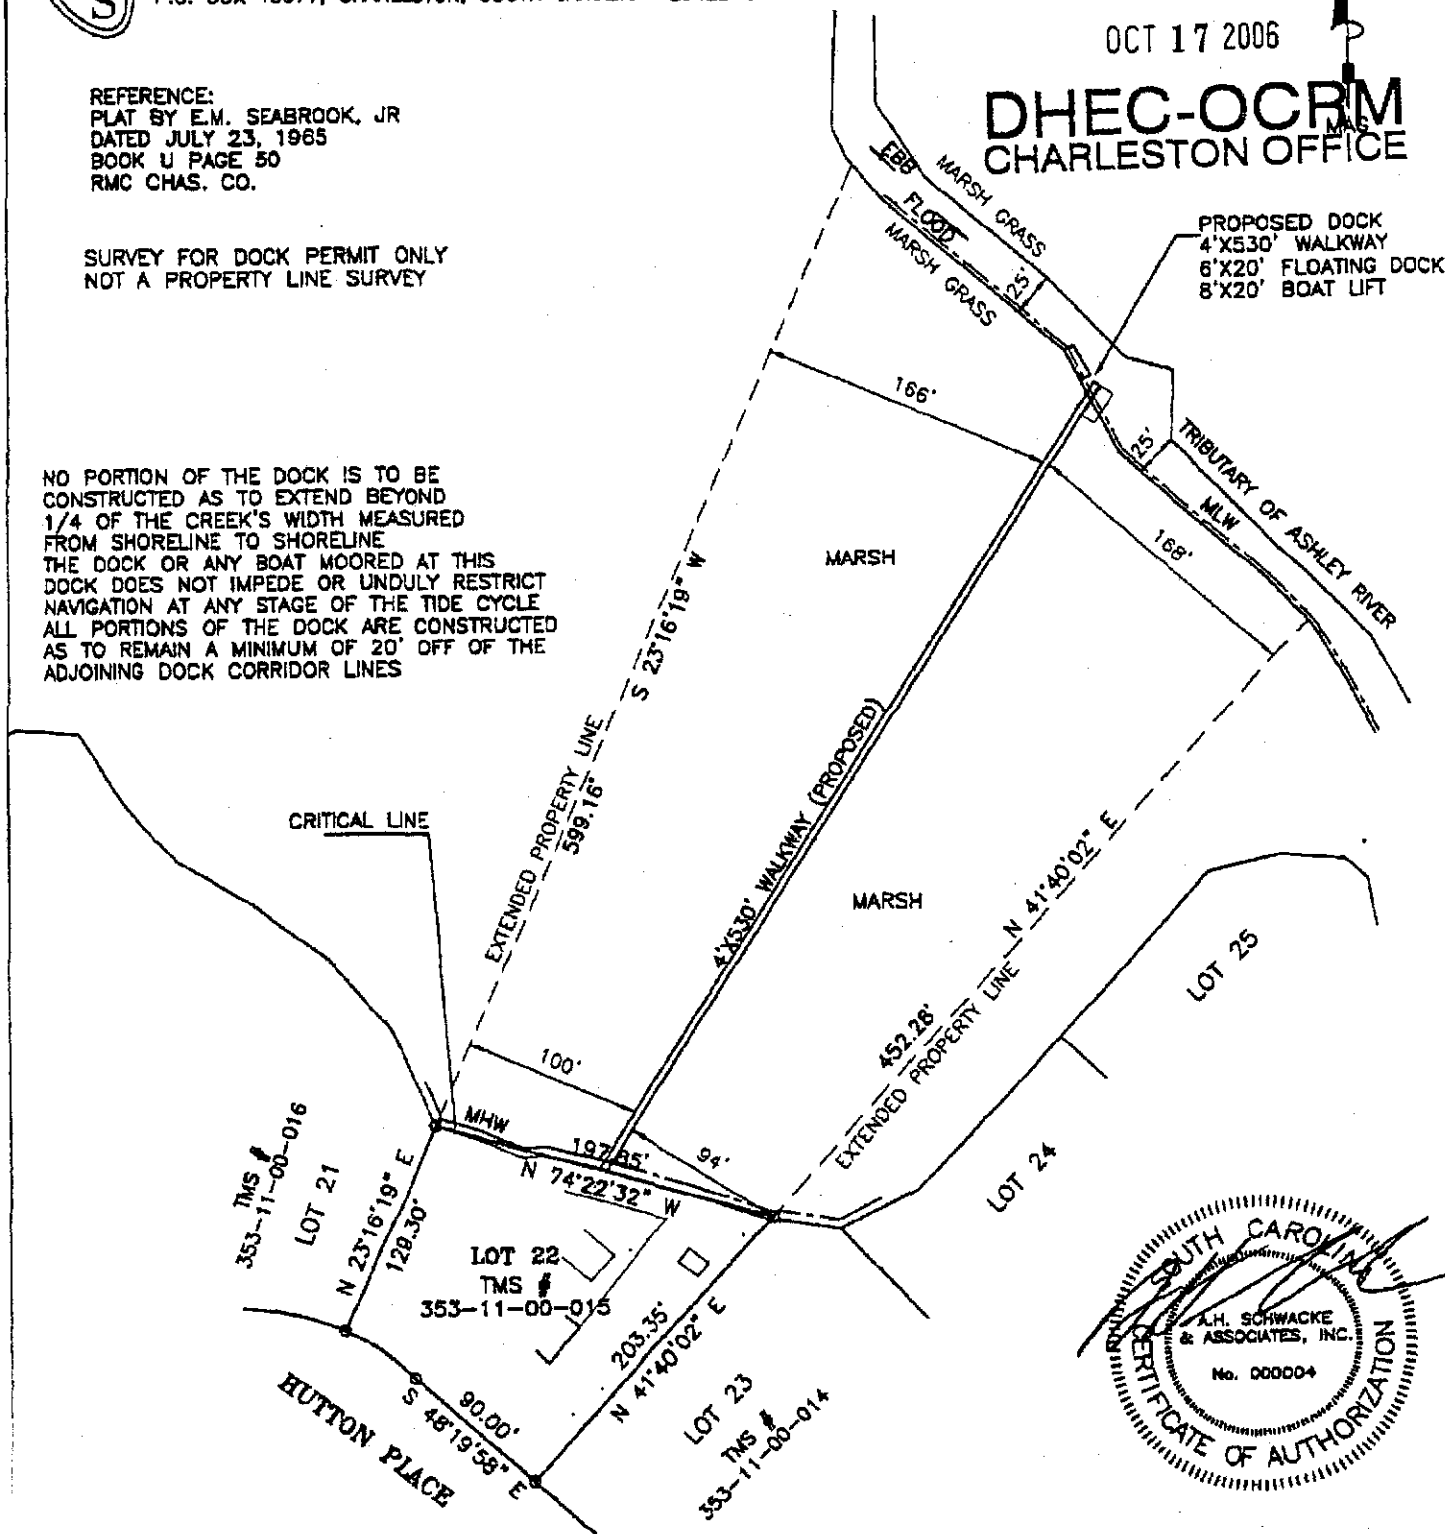 OCT 17 2006
DHEC-OCRM
MAG
CHARLESTON OFFICE
REFERENCE:
PLAT BY E.M. SEABROOK, JR
DATED JULY 23, 1965
BOOK U PAGE 50
RMC CHAS. CO.
SURVEY FOR DOCK PERMIT ONLY
NOT A PROPERTY LINE SURVEY
EBB
MARSH GRASS
FLOOD
MARSH GRASS
25'
PROPOSED DOCK
4'X530' WALKWAY
6'X20' FLOATING DOCK
8'X20' BOAT LIFT
166'
25'
TRIBUTARY OF ASHLEY RIVER
MLW
168'
NO PORTION OF THE DOCK IS TO BE
CONSTRUCTED AS TO EXTEND BEYOND
1/4 OF THE CREEK'S WIDTH MEASURED
FROM SHORELINE TO SHORELINE
THE DOCK OR ANY BOAT MOORED AT THIS
DOCK DOES NOT IMPEDE OR UNDULY RESTRICT
NAVIGATION AT ANY STAGE OF THE TIDE CYCLE
ALL PORTIONS OF THE DOCK ARE CONSTRUCTED
AS TO REMAIN A MINIMUM OF 20' OFF OF THE
ADJOINING DOCK CORRIDOR LINES
MARSH
S 23°16'19" W
EXTENDED PROPERTY LINE
599.16"
4'X530' WALKWAY (PROPOSED)
CRITICAL LINE
MARSH
N 41°40'02" E
452.28'
EXTENDED PROPERTY LINE
LOT 25
LOT 24
100'
MHW
197.85'
94'
N 74°22'32" W
TMS #
353-11-00-016
LOT 21
N 23°16'19" E
129.30'
LOT 22
TMS #
353-11-00-015
203.35'
N 41°40'02" E
LOT 23
TMS #
353-11-00-014
90.00'
S 48°19'58" E
HUTTON PLACE
SOUTH CAROLINA
A.H. SCHWACKE
& ASSOCIATES, INC.
No. 000004
CERTIFICATE OF AUTHORIZATION